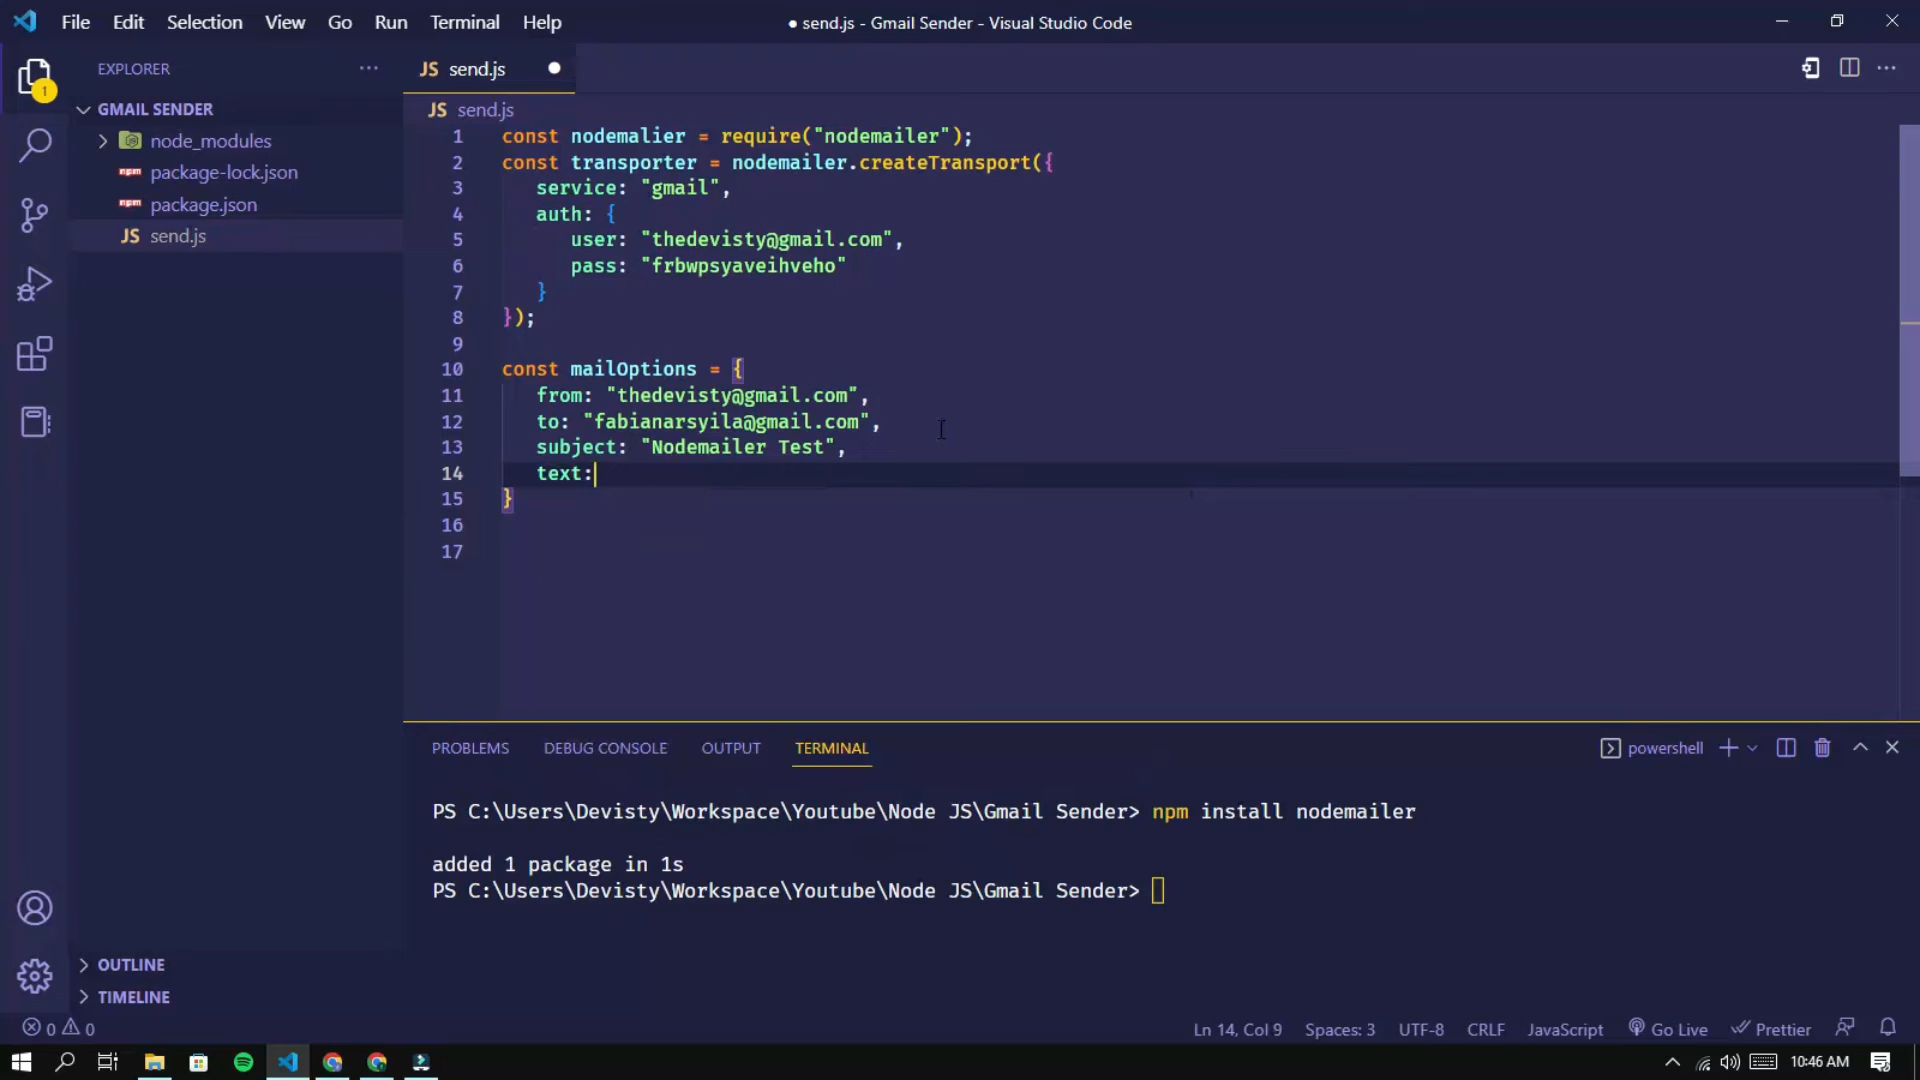 File Edit Selection View Go Run Terminal Help
● send.js - Gmail Sender - Visual Studio Code
EXPLORER
JS send.js
1
GMAIL SENDER
node_modules
npm package-lock.json
npm package.json
JS send.js
JS send.js
1 const nodemalier = require("nodemailer");
2 const transporter = nodemailer.createTransport({
3 service: "gmail",
4 auth: {
5 user: "thedevisty@gmail.com",
6 pass: "frbwpsyaveihveho"
7 }
8 });
9
10 const mailOptions = {
11 from: "thedevisty@gmail.com",
12 to: "fabianarsyila@gmail.com",
13 subject: "Nodemailer Test",
14 text:
15 }
16
17
PROBLEMS DEBUG CONSOLE OUTPUT TERMINAL
powershell
PS C:\Users\Devisty\Workspace\Youtube\Node JS\Gmail Sender> npm install nodemailer
added 1 package in 1s
PS C:\Users\Devisty\Workspace\Youtube\Node JS\Gmail Sender>
OUTLINE
TIMELINE
0 0
Ln 14, Col 9 Spaces: 3 UTF-8 CRLF JavaScript Go Live Prettier
10:46 AM